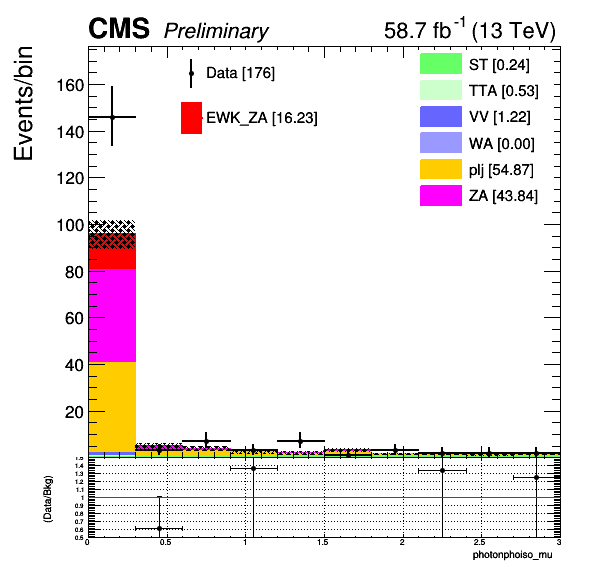 CMS Preliminary 58.7 fb⁻¹ (13 TeV)
Events/bin
160
140
120
100
80
60
40
20
Data [176]
EWK_ZA [16.23]
ST [0.24]
TTA [0.53]
VV [1.22]
WA [0.00]
plj [54.87]
ZA [43.84]
(Data/Bkg)
1.5
1.4
1.3
1.2
1.1
1
0.9
0.8
0.7
0.6
0.5
0 0.5 1 1.5 2 2.5 3
photonphoiso_mu